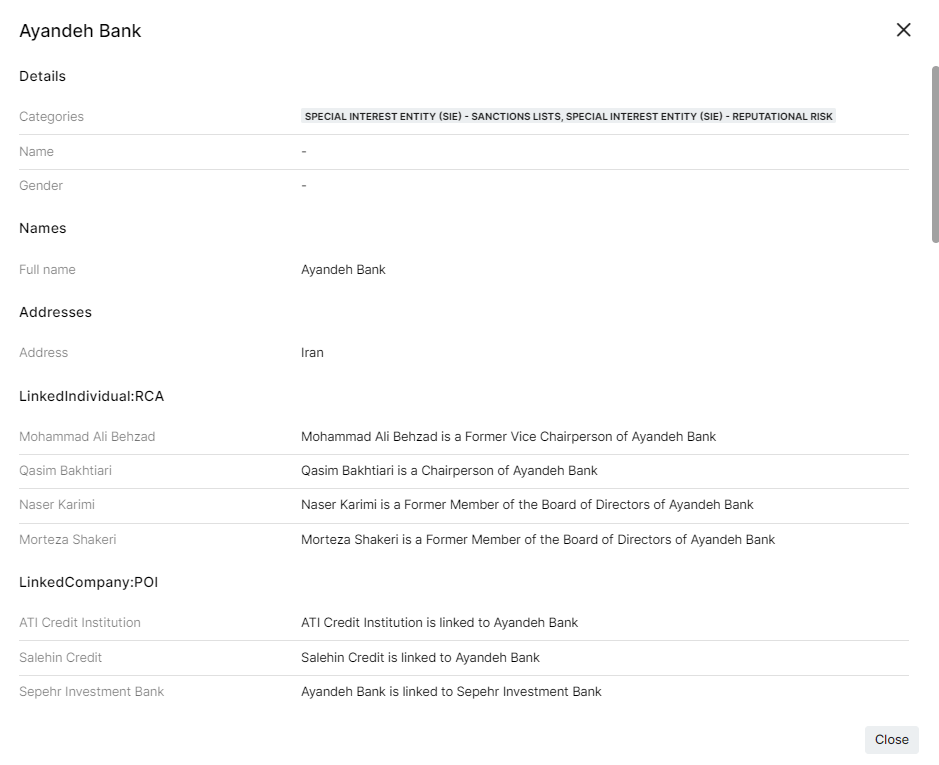 Ayandeh Bank
Details
Categories SPECIAL INTEREST ENTITY (SIE) - SANCTIONS LISTS, SPECIAL INTEREST ENTITY (SIE) - REPUTATIONAL RISK
Name -
Gender -
Names
Full name Ayandeh Bank
Addresses
Address Iran
LinkedIndividual:RCA
Mohammad Ali Behzad Mohammad Ali Behzad is a Former Vice Chairperson of Ayandeh Bank
Qasim Bakhtiari Qasim Bakhtiari is a Chairperson of Ayandeh Bank
Naser Karimi Naser Karimi is a Former Member of the Board of Directors of Ayandeh Bank
Morteza Shakeri Morteza Shakeri is a Former Member of the Board of Directors of Ayandeh Bank
LinkedCompany:POI
ATI Credit Institution ATI Credit Institution is linked to Ayandeh Bank
Salehin Credit Salehin Credit is linked to Ayandeh Bank
Sepehr Investment Bank Ayandeh Bank is linked to Sepehr Investment Bank
Close